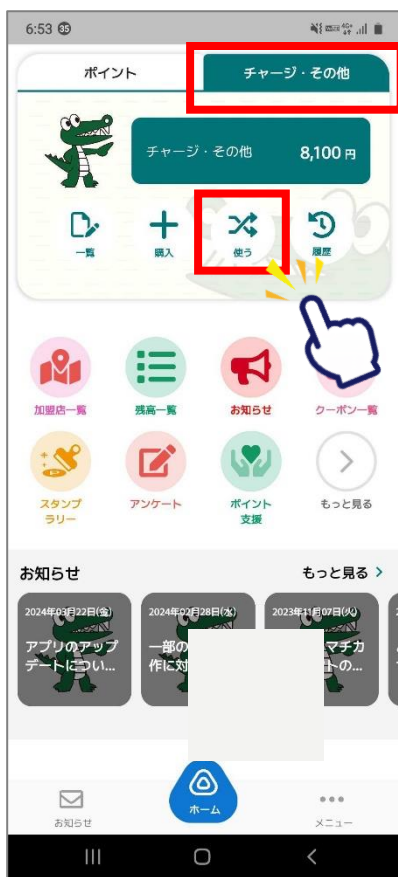 6:53 35
ポイント
チャージ・その他
チャージ・その他 8,100 円
一覧
購入
使う
履歴
加盟店一覧
残高一覧
お知らせ
クーポン一覧
スタンプ
ラリー
アンケート
ポイント
支援
もっと見る
お知らせ
もっと見る
2024年03月22日(金)
アプリのアップ
デートについ...
2024年02月28日(水)
一部の
作に対
2023年11月07日(火)
マチカ
トの...
お知らせ
ホーム
メニュー